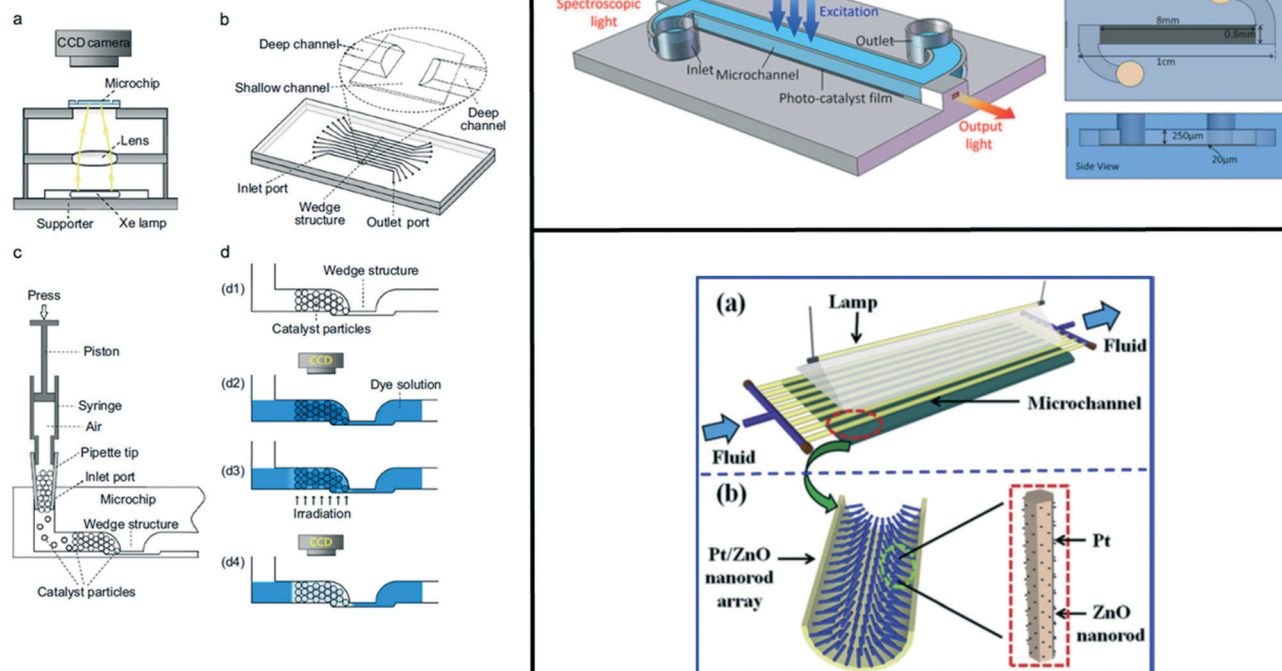 a
CCD camera
Microchip
Lens
Supporter
Xe lamp
b
Deep channel
Shallow channel
Deep
channel
Inlet port
Wedge
structure
Outlet port
c
Press
Piston
Syringe
Air
Pipette tip
Inlet port
Microchip
Wedge structure
Catalyst particles
d
(d1)
Wedge structure
Catalyst particles
(d2)
CCD
Dye solution
(d3)
Irradiation
(d4)
CCD
Spectroscopic
light
Excitation
Outlet
Inlet
Microchannel
Photo-catalyst film
Output
light
8mm
0.8mm
1cm
250μm
20μm
Side View
(a)
Lamp
Fluid
Microchannel
Fluid
(b)
Pt/ZnO
nanorod
array
Pt
ZnO
nanorod